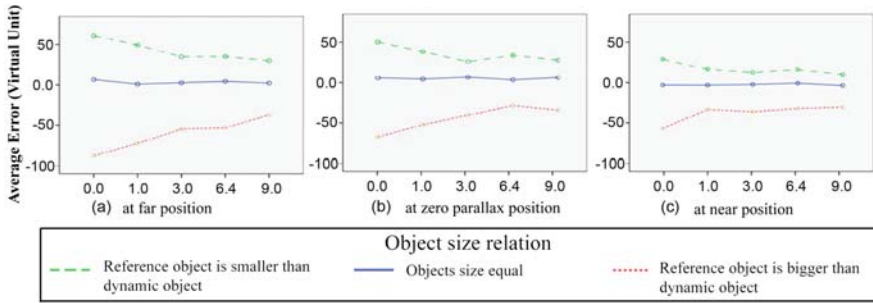 Average Error (Virtual Unit)
50
0.0
-50
-100
0.0 1.0 3.0 6.4 9.0
(a) at far position
50
0.0
-50
-100
0.0 1.0 3.0 6.4 9.0
(b) at zero parallax position
50
0.0
-50
-100
0.0 1.0 3.0 6.4 9.0
(c) at near position
Object size relation
Reference object is smaller than
dynamic object
Objects size equal
Reference object is bigger than
dynamic object